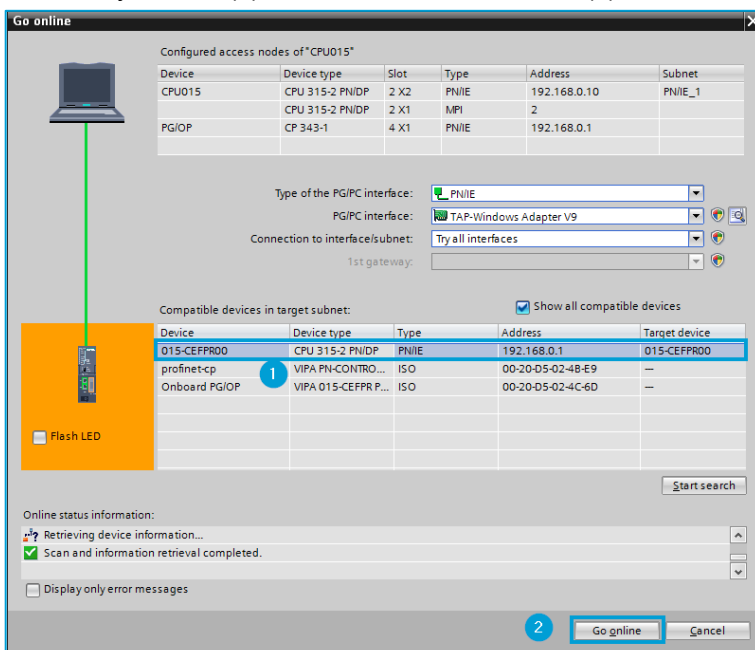 Go online
Configured access nodes of "CPU015"
Device Device type Slot Type Address Subnet
CPU015 CPU 315-2 PN/DP 2 X2 PN/IE 192.168.0.10 PN/IE_1
CPU 315-2 PN/DP 2 X1 MPI 2
PG/OP CP 343-1 4 X1 PN/IE 192.168.0.1
Type of the PG/PC interface: PN/IE
PG/PC interface: TAP-Windows Adapter V9
Connection to interface/subnet: Try all interfaces
1st gateway:
Compatible devices in target subnet: Show all compatible devices
Device Device type Type Address Target device
015-CEFPR00 CPU 315-2 PN/DP PN/IE 192.168.0.1 015-CEFPR00
profinet-cp VIPA PN-CONTRO... ISO 00-20-D5-02-4B-E9 —
1
Onboard PG/OP VIPA 015-CEFPR P... ISO 00-20-D5-02-4C-6D —
Flash LED
Start search
Online status information:
Retrieving device information...
Scan and information retrieval completed.
Display only error messages
2 Go online Cancel